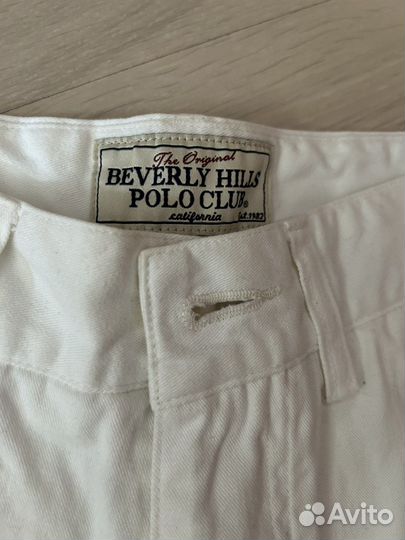 The Original
BEVERLY HILLS
POLO CLUB®
California Est. 1982
Avito